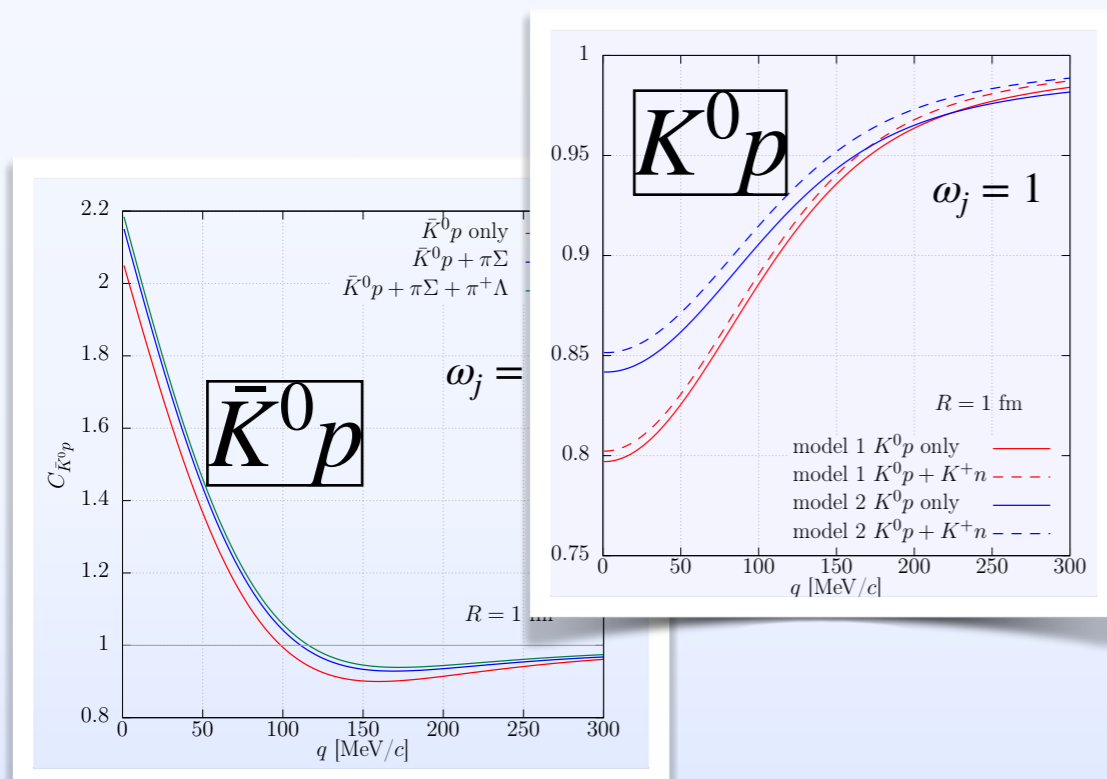 2.2
2
1.8
1.6
1.4
1.2
1
0.8
C_{K̄⁰p}
K̄⁰p only
K̄⁰p + πΣ
K̄⁰p + πΣ + π⁺Λ
ω_j =
K̄⁰p
R = 1
0 50 100 150 200 250 300
q [MeV/c]
1
0.95
0.9
0.85
0.8
0.75
K⁰p
ω_j = 1
R = 1 fm
model 1 K⁰p only
model 1 K⁰p + K⁺n
model 2 K⁰p only
model 2 K⁰p + K⁺n
0 50 100 150 200 250 300
q [MeV/c]